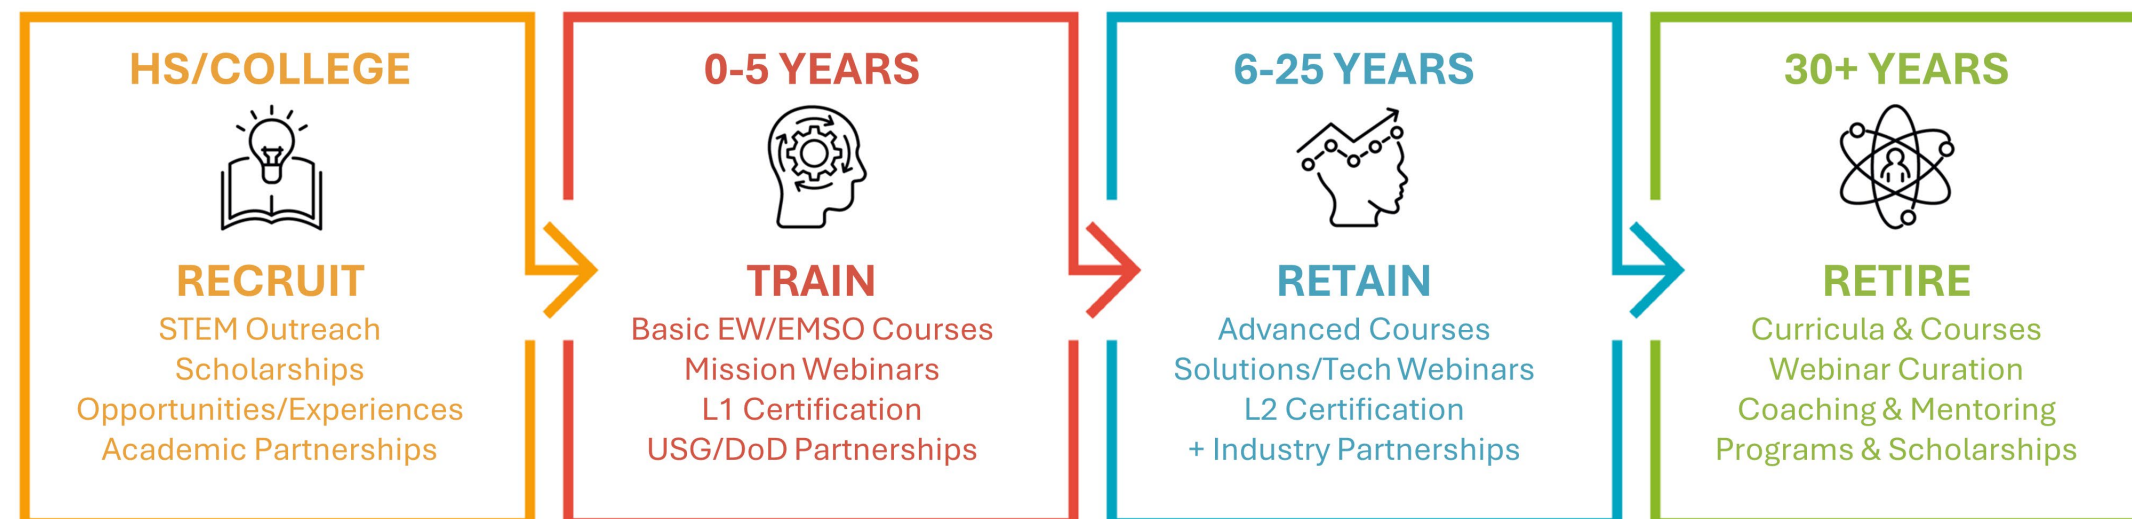 HS/COLLEGE
RECRUIT
STEM Outreach
Scholarships
Opportunities/Experiences
Academic Partnerships
0-5 YEARS
TRAIN
Basic EW/EMSO Courses
Mission Webinars
L1 Certification
USG/DoD Partnerships
6-25 YEARS
RETAIN
Advanced Courses
Solutions/Tech Webinars
L2 Certification
+ Industry Partnerships
30+ YEARS
RETIRE
Curricula & Courses
Webinar Curation
Coaching & Mentoring
Programs & Scholarships